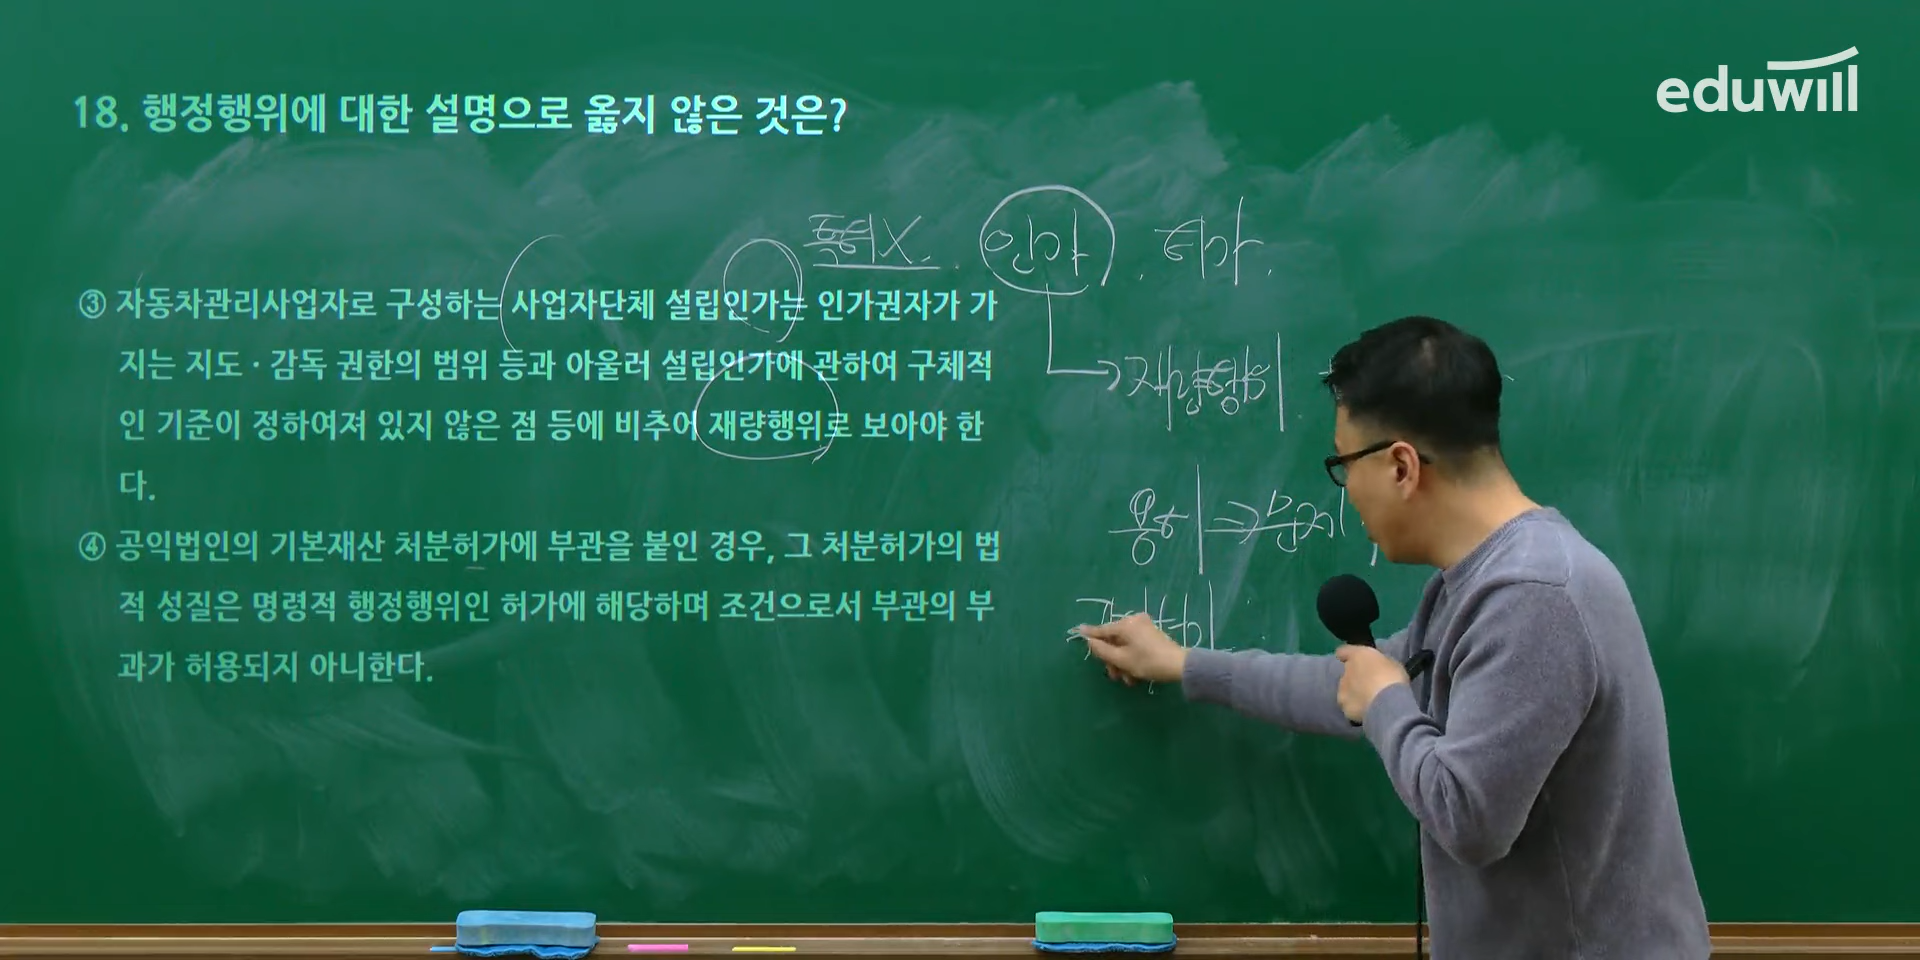 eduwill
18. 행정행위에 대한 설명으로 옳지 않은 것은?
특허X. 인가. 허가.
③ 자동차관리사업자로 구성하는 사업자단체 설립인가는 인가권자가 가
지는 지도·감독 권한의 범위 등과 아울러 설립인가에 관하여 구체적
인 기준이 정하여져 있지 않은 점 등에 비추어 재량행위로 보아야 한
다.
재량행위
④ 공익법인의 기본재산 처분허가에 부관을 붙인 경우, 그 처분허가의 법
적 성질은 명령적 행정행위인 허가에 해당하며 조건으로서 부관의 부
과가 허용되지 아니한다.